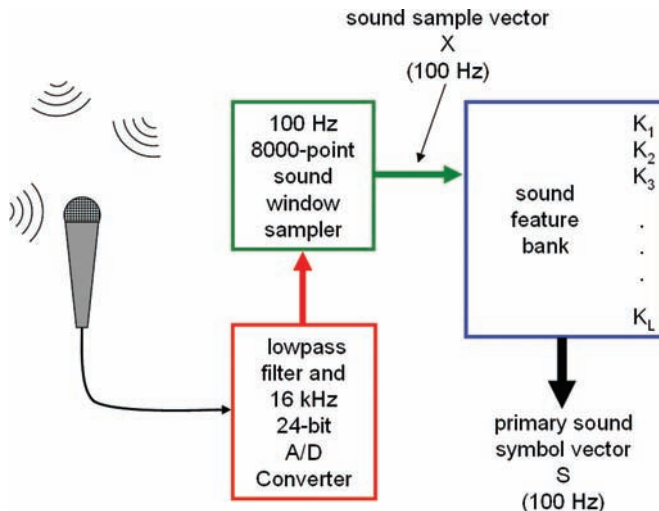 sound sample vector
X
(100 Hz)
100 Hz
8000-point
sound
window
sampler
sound
feature
bank
K₁
K₂
K₃
.
.
.
K_L
lowpass
filter and
16 kHz
24-bit
A/D
Converter
primary sound
symbol vector
S
(100 Hz)